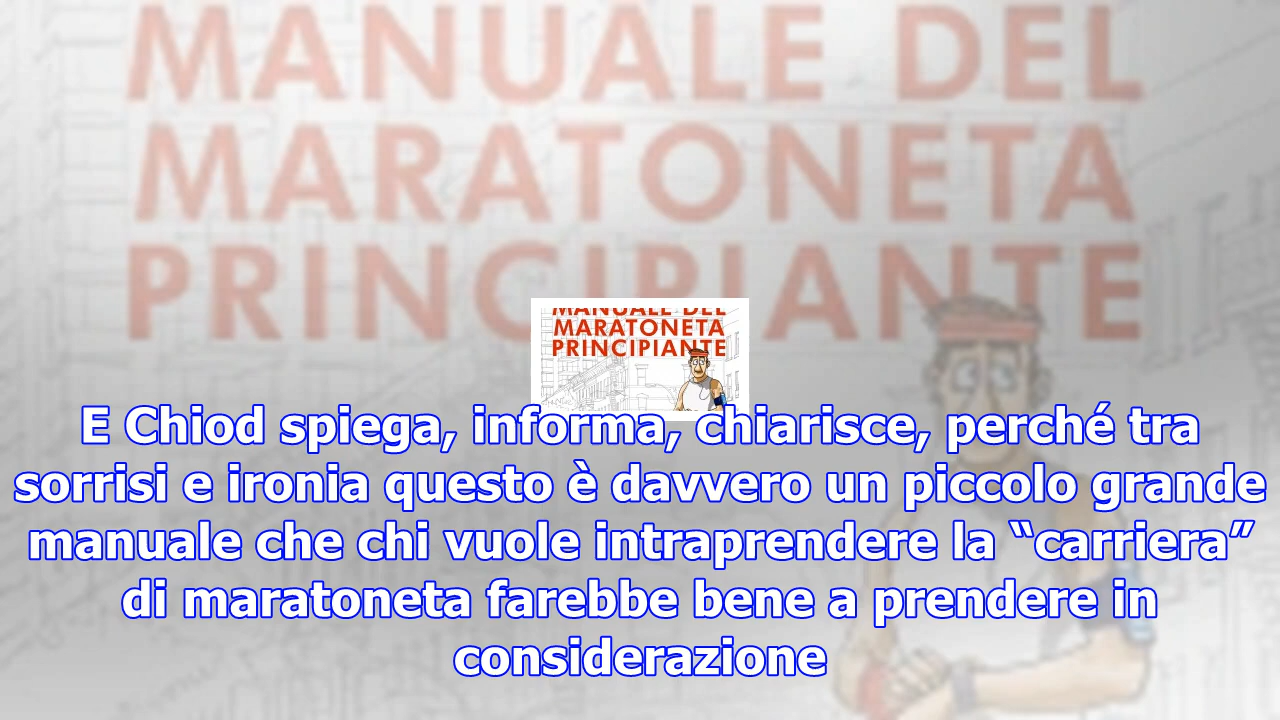 MANUALE DEL
MARATONETA
PRINCIPIANTE
MANUALE DEL
MARATONETA
PRINCIPIANTE
E Chiod spiega, informa, chiarisce, perché tra
sorrisi e ironia questo è davvero un piccolo grande
manuale che chi vuole intraprendere la “carriera”
di maratoneta farebbe bene a prendere in
considerazione